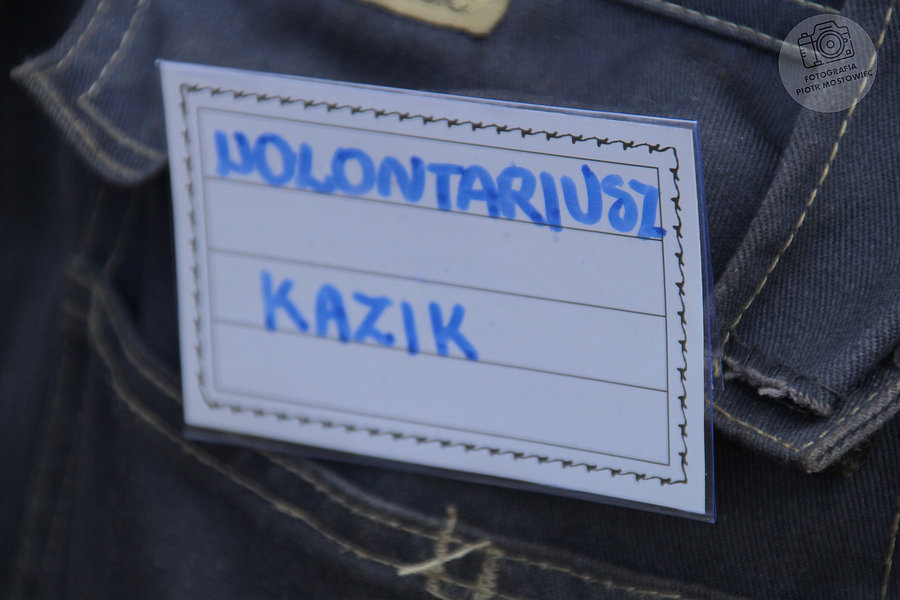 FOTOGRAFIA
PIOTR MOSTOWIEC
WOLONTARIUSZ
KAZIK